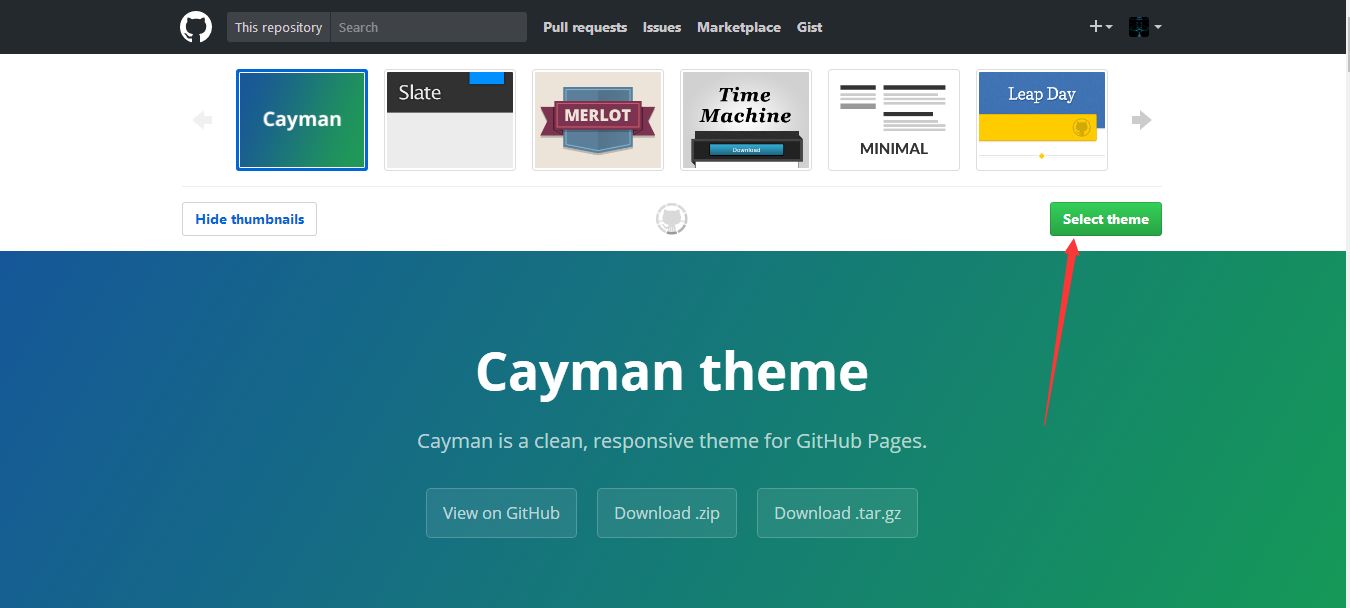 This repository Search Pull requests Issues Marketplace Gist
Cayman
Slate
MERLOT
Time
Machine
Download
MINIMAL
Leap Day
Hide thumbnails
Select theme
Cayman theme
Cayman is a clean, responsive theme for GitHub Pages.
View on GitHub Download .zip Download .tar.gz